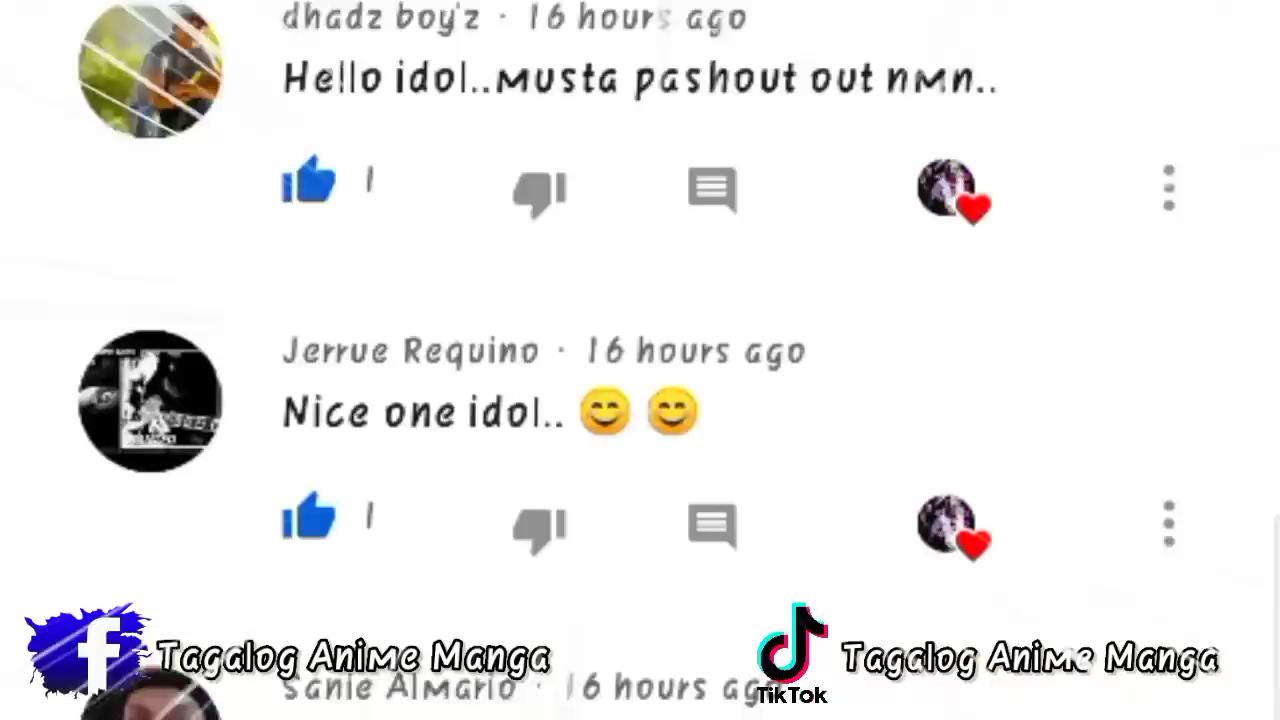 dhadz boy'z · 16 hours ago
Hello idol..musta pashout out nmn..
1
Jerrue Requino · 16 hours ago
Nice one idol.. 😊 😊
1
Tagalog Anime Manga
TikTok
Tagalog Anime Manga
Sanie Almario · 16 hours ago